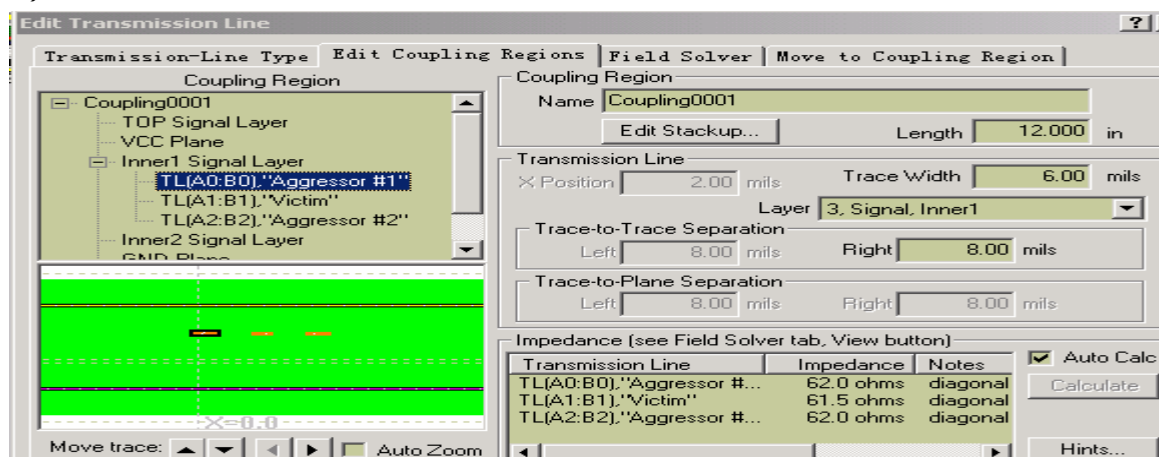 Edit Transmission Line
?
Transmission-Line Type
Edit Coupling Regions
Field Solver
Move to Coupling Region
Coupling Region
Coupling0001
TOP Signal Layer
VCC Plane
Inner1 Signal Layer
TL(A0:B0),"Aggressor #1"
TL(A1:B1),"Victim"
TL(A2:B2),"Aggressor #2"
Inner2 Signal Layer
GND Plane
X=0.0
Move trace:
Auto Zoom
Coupling Region
Name Coupling0001
Edit Stackup...
Length 12.000 in
Transmission Line
X Position 2.00 mils
Trace Width 6.00 mils
Layer 3, Signal, Inner1
Trace-to-Trace Separation
Left 8.00 mils Right 8.00 mils
Trace-to-Plane Separation
Left 8.00 mils Right 8.00 mils
Impedance (see Field Solver tab, View button)
Transmission Line Impedance Notes
TL(A0:B0),"Aggressor #... 62.0 ohms diagonal
TL(A1:B1),"Victim" 61.5 ohms diagonal
TL(A2:B2),"Aggressor #... 62.0 ohms diagonal
Auto Calc
Calculate
Hints...